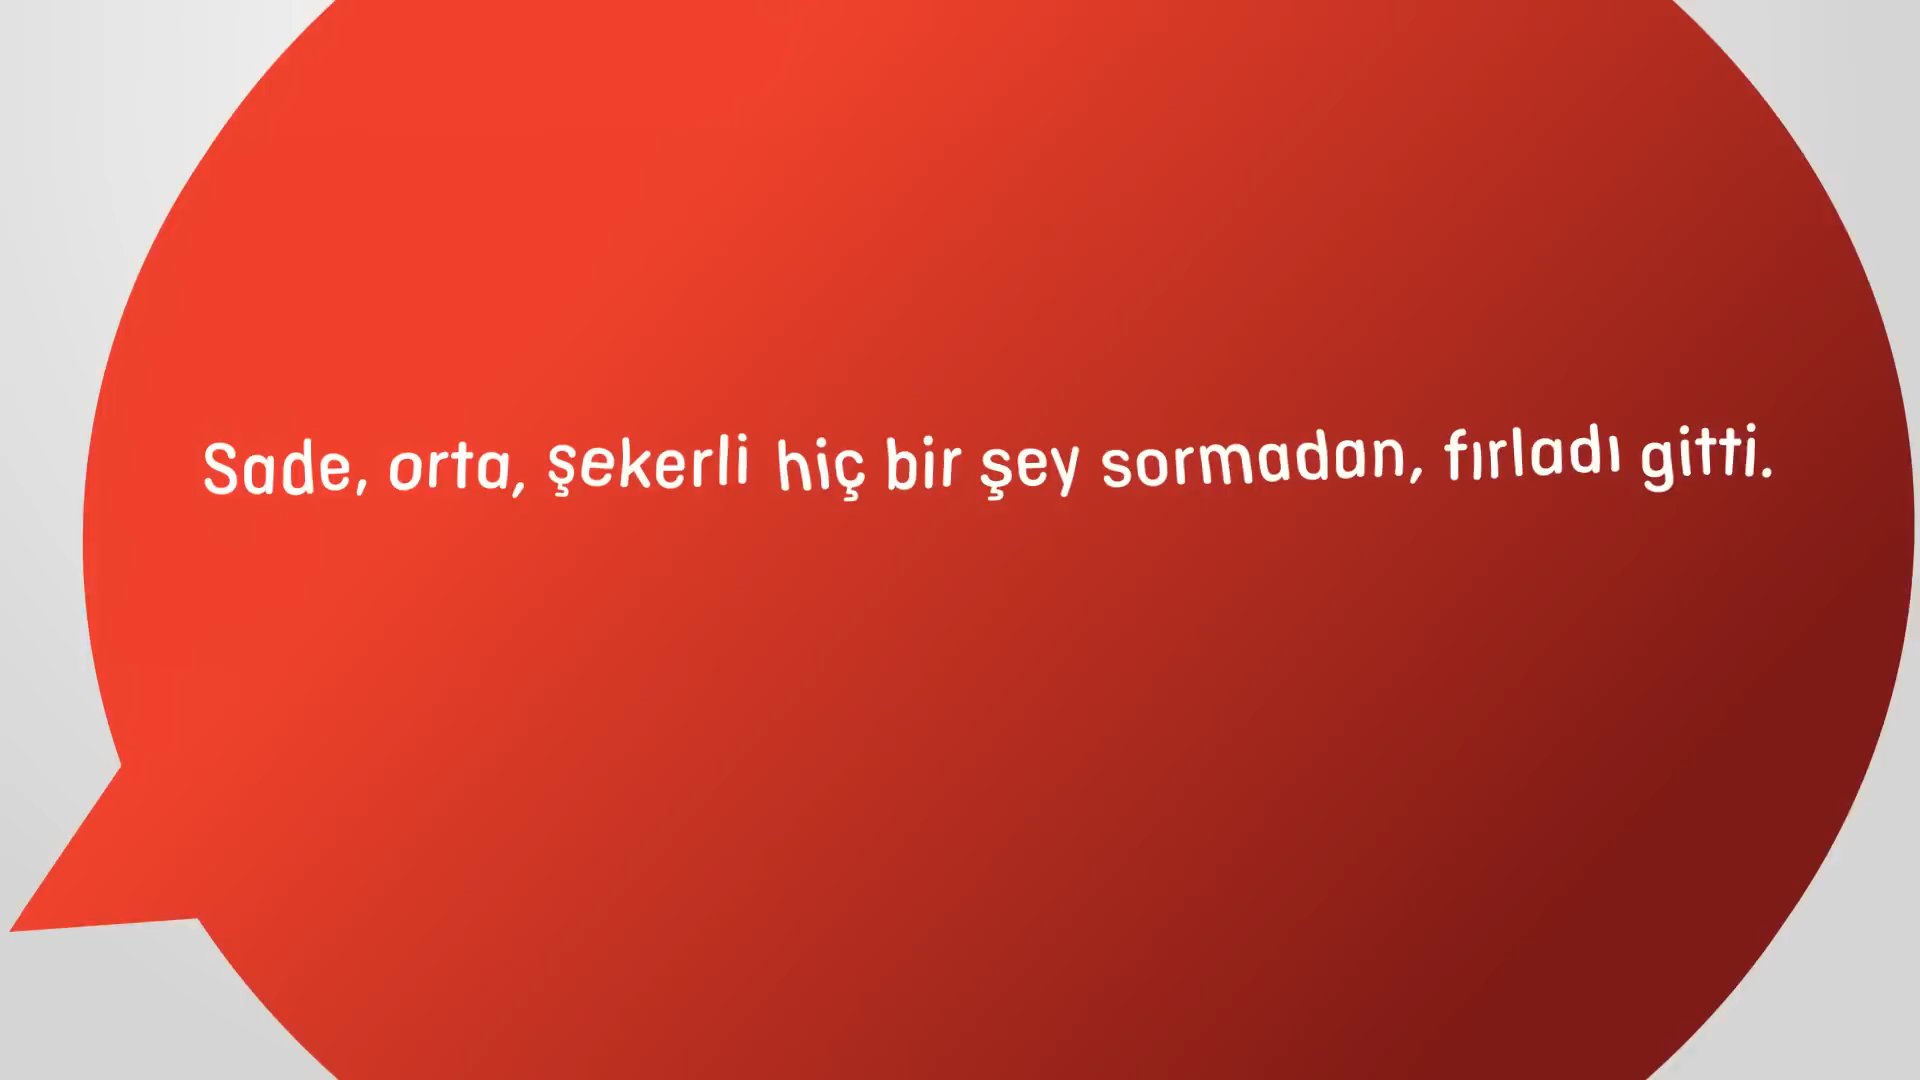 Sade, orta, şekerli hiç bir şey sormadan, fırladı gitti.